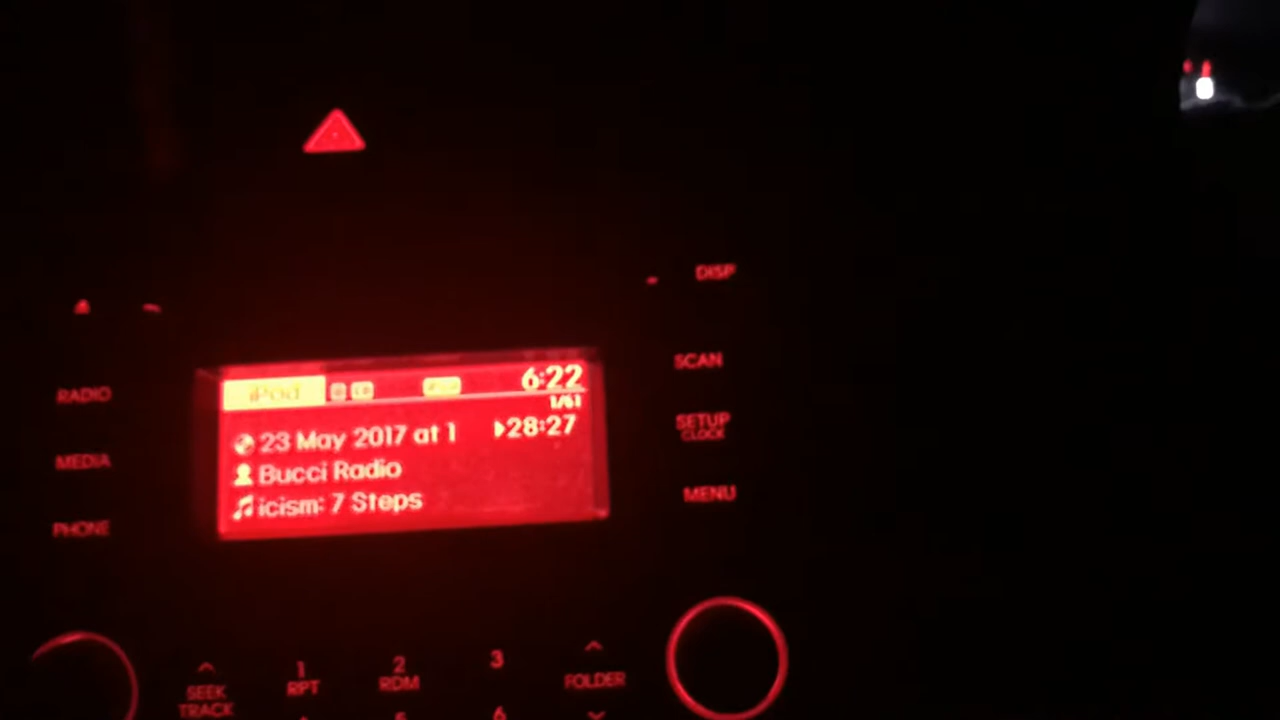 DISP
SCAN
RADIO
iPod
6:22
1/61
SETUP
CLOCK
23 May 2017 at 1
28:27
MEDIA
Bucci Radio
MENU
icism: 7 Steps
PHONE
1
2
3
SEEK
TRACK
RPT
RDM
FOLDER
6